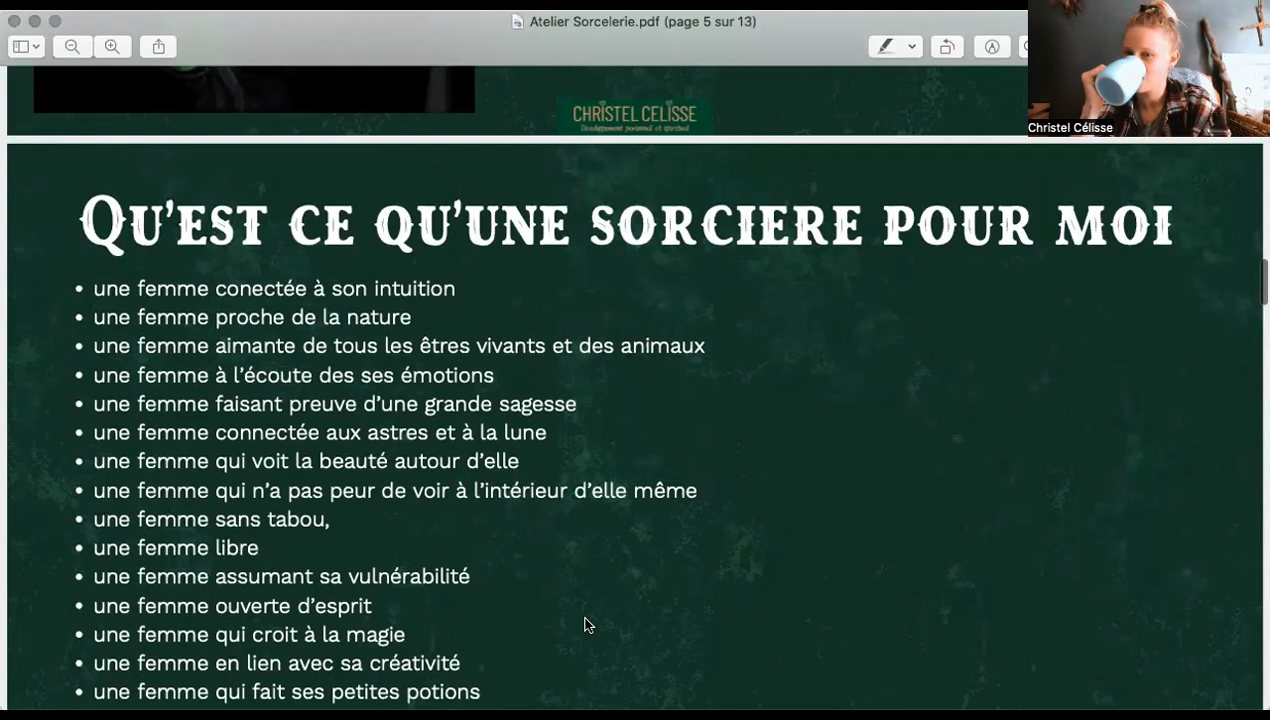 Atelier Sorcelerie.pdf (page 5 sur 13)
CHRISTEL CELISSE
Christel Célisse
Qu'est ce qu'une sorciere pour moi
• une femme conectée à son intuition
• une femme proche de la nature
• une femme aimante de tous les êtres vivants et des animaux
• une femme à l'écoute des ses émotions
• une femme faisant preuve d'une grande sagesse
• une femme connectée aux astres et à la lune
• une femme qui voit la beauté autour d'elle
• une femme qui n'a pas peur de voir à l'intérieur d'elle même
• une femme sans tabou,
• une femme libre
• une femme assumant sa vulnérabilité
• une femme ouverte d'esprit
• une femme qui croit à la magie
• une femme en lien avec sa créativité
• une femme qui fait ses petites potions